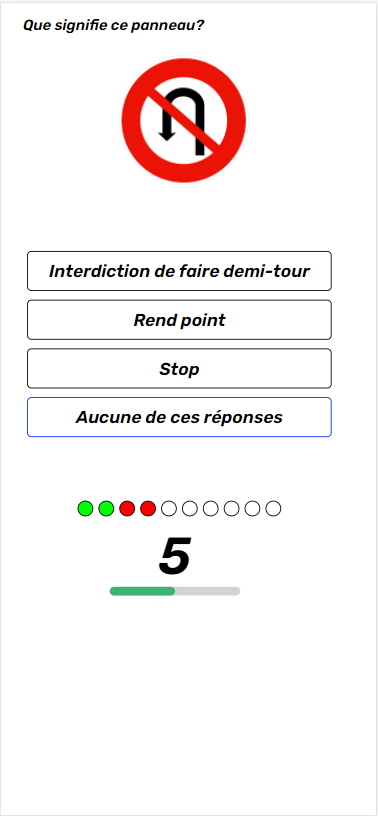 Que signifie ce panneau?
Interdiction de faire demi-tour
Rend point
Stop
Aucune de ces réponses
5